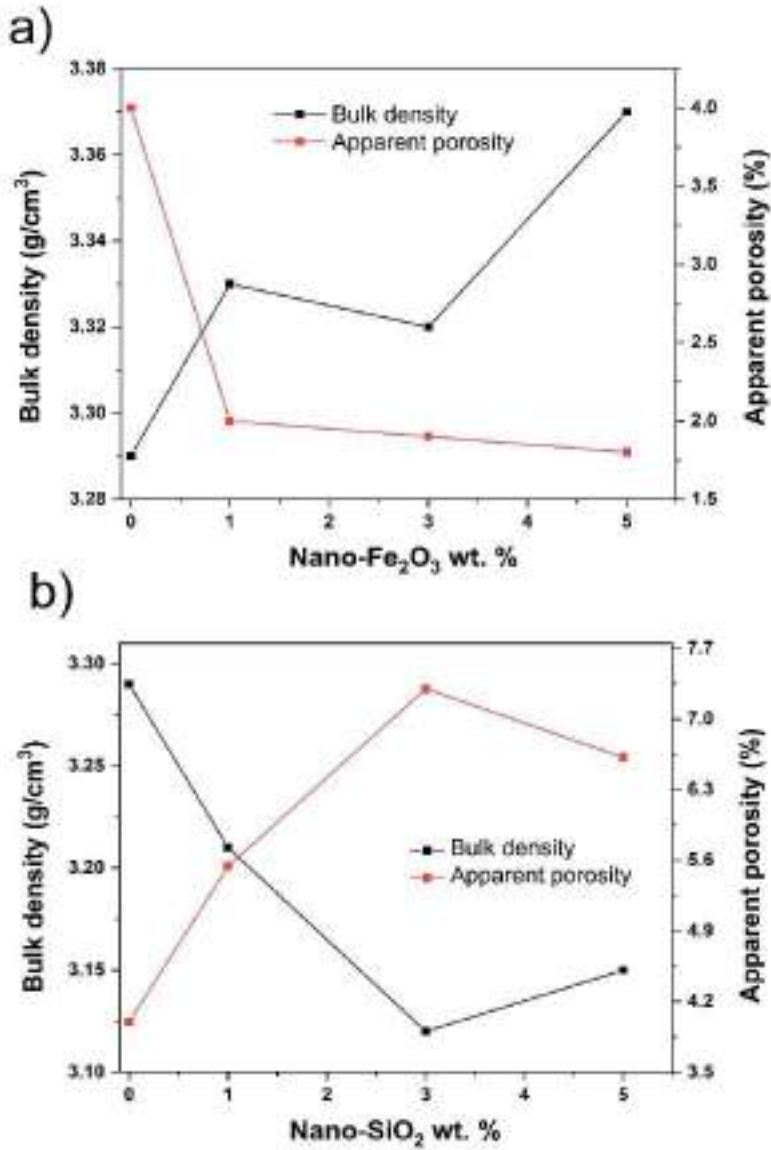 a)
3.38
3.36
3.34
3.32
3.30
3.28
Bulk density (g/cm³)
Bulk density
Apparent porosity
4.0
3.5
3.0
2.5
2.0
1.5
Apparent porosity (%)
0 1 2 3 4 5
Nano-Fe₂O₃ wt. %
b)
3.30
3.25
3.20
3.15
3.10
Bulk density (g/cm³)
Bulk density
Apparent porosity
7.7
7.0
6.3
5.6
4.9
4.2
3.5
Apparent porosity (%)
0 1 2 3 4 5
Nano-SiO₂ wt. %